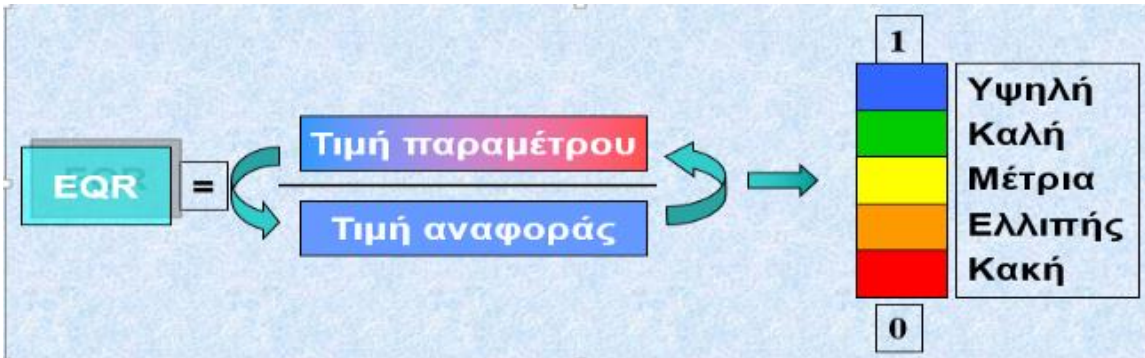 EQR
=
Τιμή παραμέτρου
Τιμή αναφοράς
1
Υψηλή
Καλή
Μέτρια
Ελλιπής
Κακή
0